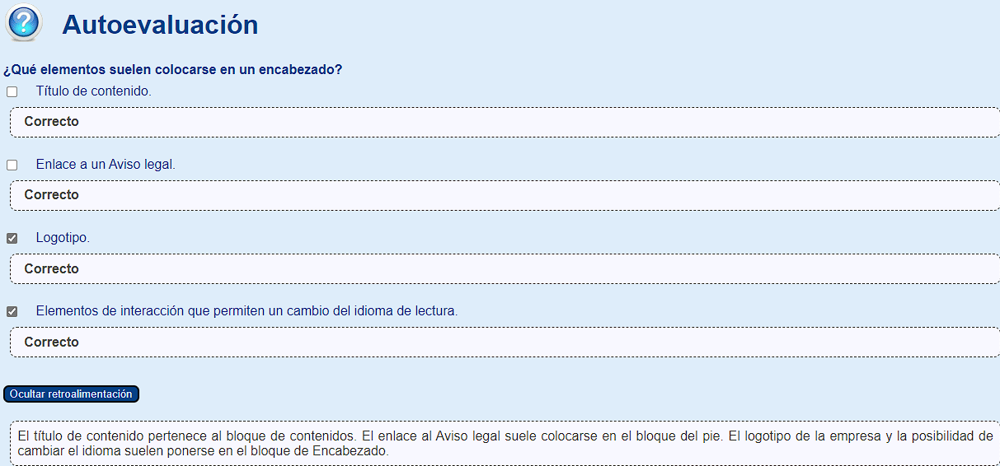 Autoevaluación
¿Qué elementos suelen colocarse en un encabezado?
Título de contenido.
Correcto
Enlace a un Aviso legal.
Correcto
Logotipo.
Correcto
Elementos de interacción que permiten un cambio del idioma de lectura.
Correcto
Ocultar retroalimentación
El título de contenido pertenece al bloque de contenidos. El enlace al Aviso legal suele colocarse en el bloque del pie. El logotipo de la empresa y la posibilidad de
cambiar el idioma suelen ponerse en el bloque de Encabezado.